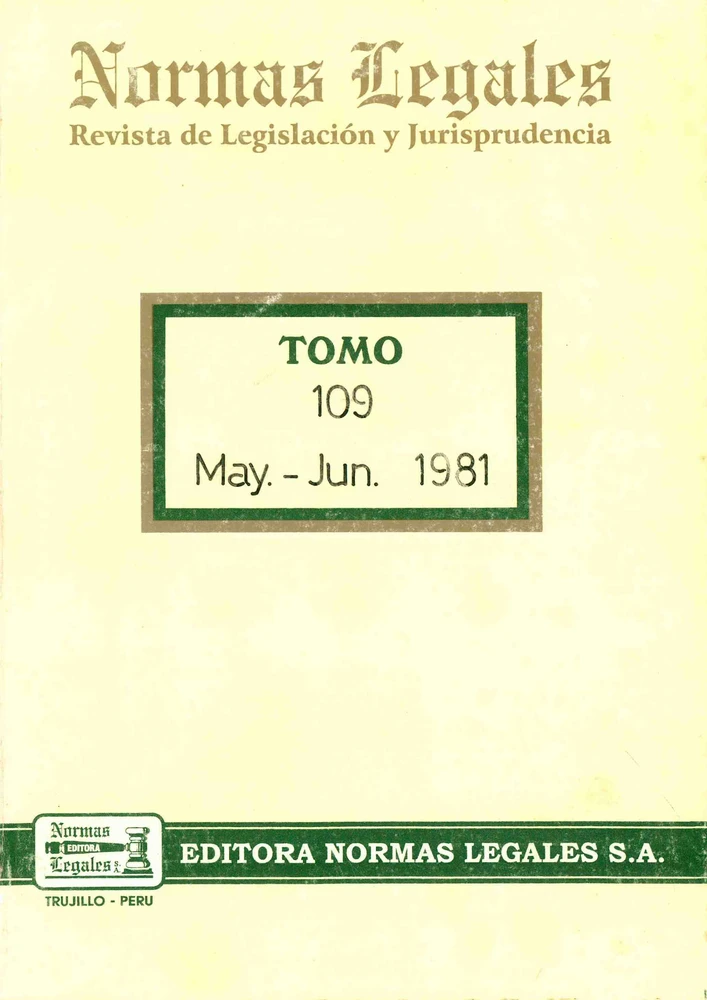 Normas Legales
Revista de Legislación y Jurisprudencia
TOMO
109
May. - Jun. 1981
Normas
EDITORA
Legales S.A.
EDITORA NORMAS LEGALES S.A.
TRUJILLO - PERU